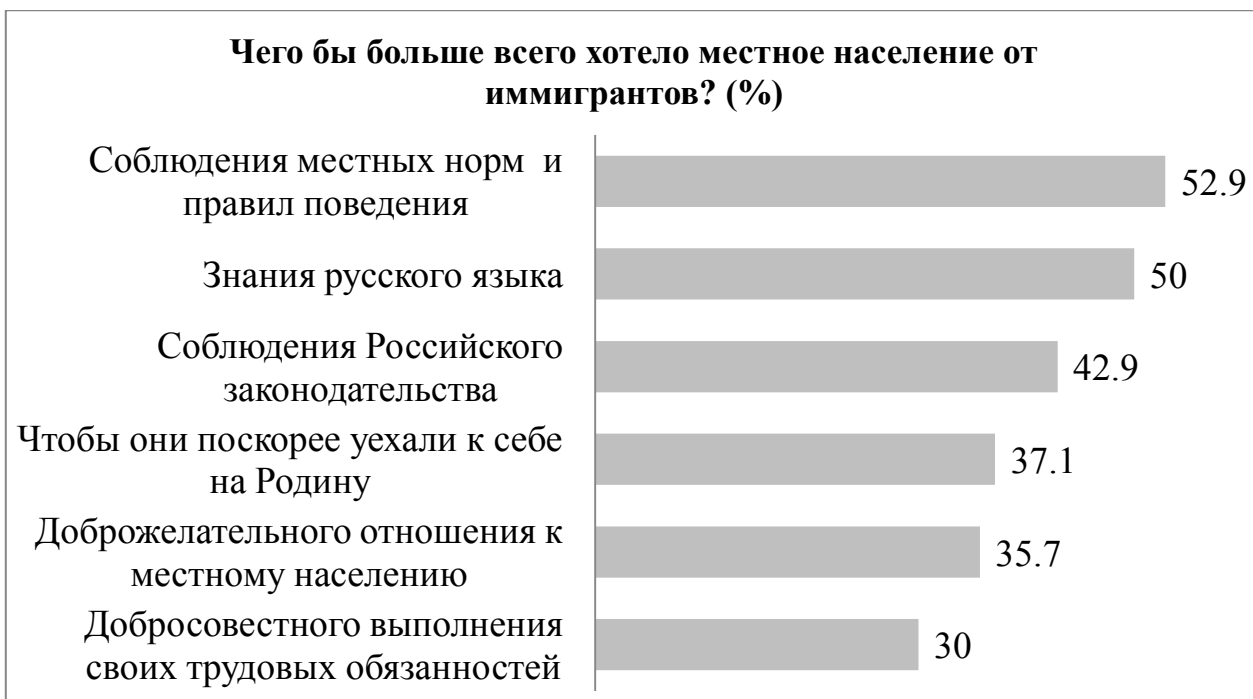 Чего бы больше всего хотело местное население от
иммигрантов? (%)
Соблюдения местных норм и
правил поведения
52.9
Знания русского языка
50
Соблюдения Российского
законодательства
42.9
Чтобы они поскорее уехали к себе
на Родину
37.1
Доброжелательного отношения к
местному населению
35.7
Добросовестного выполнения
своих трудовых обязанностей
30